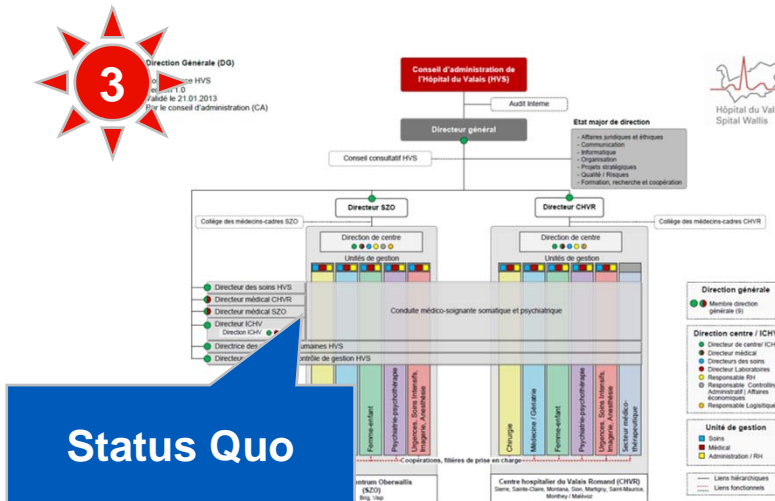 3
Direction Générale (DG)
HVS
1.0
Validé le 21.01.2013
Par le conseil d'administration (CA)
Conseil d'administration de
l'Hôpital du Valais (HVS)
Audit Interne
Directeur général
Conseil consultatif HVS
Etat major de direction
- Affaires juridiques et éthiques
- Communication
- Informatique
- Organisation
- Projets stratégiques
- Qualité / Risques
- Formation, recherche et coopération
Hôpital du Val
Spital Wallis
Directeur SZO
Directeur CHVR
Collège des médecins-cadres SZO
Collège des médecins-cadres CHVR
Direction de centre
Unités de gestion
Direction de centre
Unités de gestion
Directeur des soins HVS
Directeur médical CHVR
Directeur médical SZO
Directeur ICHV
Direction ICHV
Directrice des
umaines HVS
Directeur
contrôle de gestion HVS
Conduite médico-soignante somatique et psychiatrique
Femme-enfant
Psychiatrie-psychothérapie
Urgences, Soins Intensifs,
Imagerie, Anesthésie
Chirurgie
Médecine / Gériatrie
Femme-enfant
Psychiatrie-psychothérapie
Urgences, Soins Intensifs,
Imagerie, Anesthésie
Secteur médico-
thérapeutique
Coopérations, filières de prise en charge
ntrum Oberwallis
(SZO)
Brig, Visp
Centre hospitalier du Valais Romand (CHVR)
Sierre, Sainte-Claire, Montana, Sion, Martigny, Saint-Maurice,
Monthey / Malévoz
Direction générale
Membre direction
générale (9)
Direction centre / ICHV
Directeur de centre/ ICH
Directeur médical
Directeurs des soins
Directeur Laboratoires
Responsable RH
Responsable Controlling
Administratif | Affaires
économiques
Responsable Logistique
Unité de gestion
Soins
Médical
Administration / RH
Liens hiérarchiques
Liens fonctionnels
Status Quo